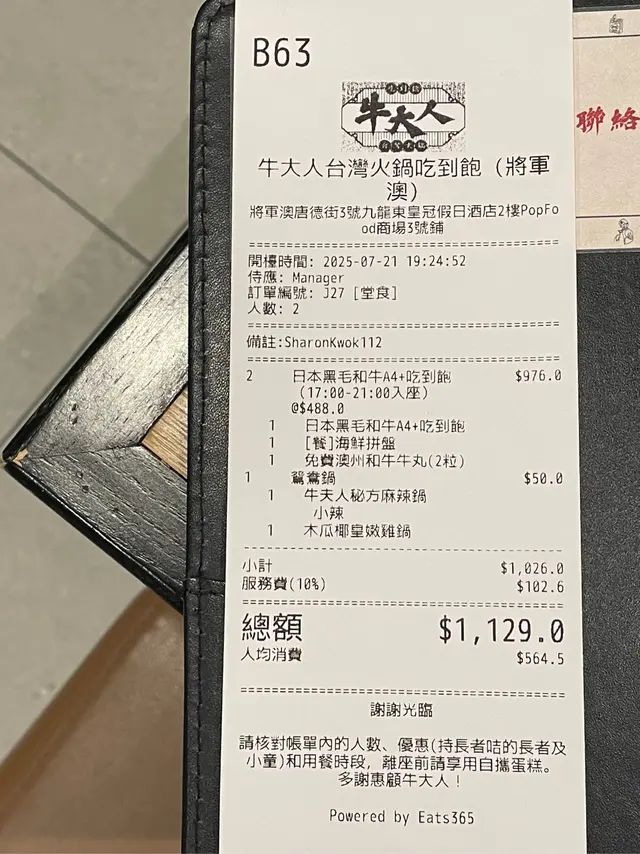 B63
牛大人
牛大人台灣火鍋吃到飽（將軍
澳）
將軍澳唐德街3號九龍東皇冠假日酒店2樓PopFo
od商場3號鋪
開檯時間: 2025-07-21 19:24:52
侍應: Manager
訂單編號: J27 [堂食]
人數: 2
備註:SharonKwok112
2 日本黑毛和牛A4+吃到飽 $976.0
（17:00-21:00入座）
@$488.0
1 日本黑毛和牛A4+吃到飽
1 [餐]海鮮拼盤
1 免費澳州和牛牛丸(2粒)
1 鴛鴦鍋 $50.0
1 牛夫人秘方麻辣鍋
小辣
1 木瓜椰皇嫩雞鍋
小計 $1,026.0
服務費(10%) $102.6
總額 $1,129.0
人均消費 $564.5
謝謝光臨
請核對帳單內的人數、優惠(持長者咭的長者及
小童)和用餐時段, 離座前請享用自攜蛋糕。
多謝惠顧牛大人！
Powered by Eats365
聯絡